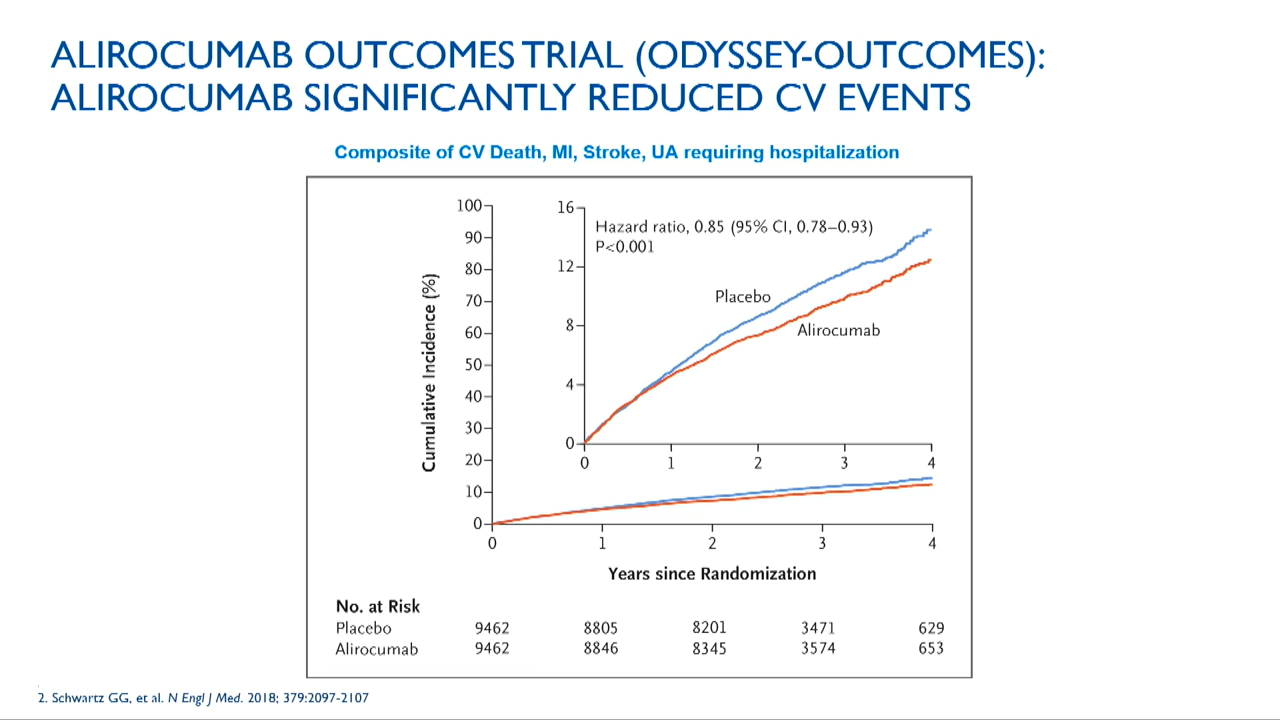 ALIROCUMAB OUTCOMES TRIAL (ODYSSEY-OUTCOMES):
ALIROCUMAB SIGNIFICANTLY REDUCED CV EVENTS
Composite of CV Death, MI, Stroke, UA requiring hospitalization
Cumulative Incidence (%)
100
90
80
70
60
50
40
30
20
10
0
16
12
8
4
0
Hazard ratio, 0.85 (95% CI, 0.78–0.93)
P<0.001
Placebo
Alirocumab
0 1 2 3 4
0 1 2 3 4
Years since Randomization
No. at Risk
Placebo 9462 8805 8201 3471 629
Alirocumab 9462 8846 8345 3574 653
2. Schwartz GG, et al. N Engl J Med. 2018; 379:2097-2107